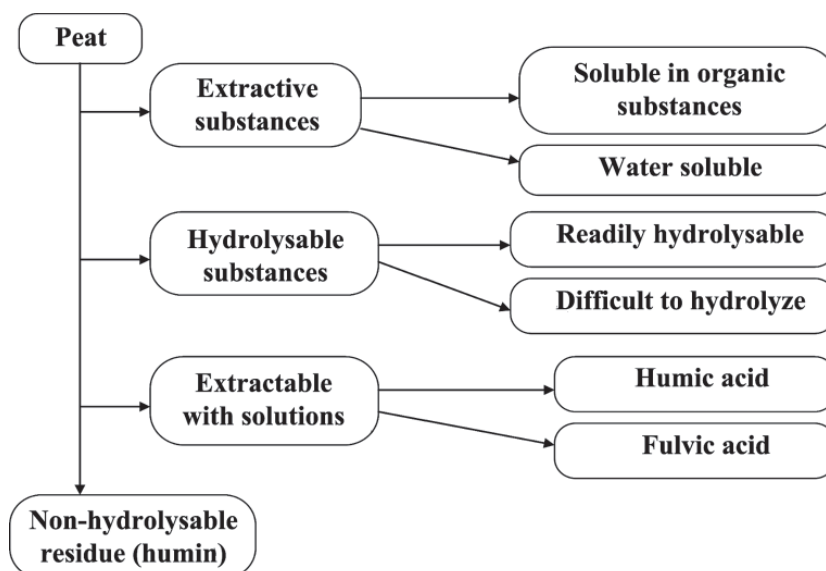 Peat
Extractive
substances
Soluble in organic
substances
Water soluble
Hydrolysable
substances
Readily hydrolysable
Difficult to hydrolyze
Extractable
with solutions
Humic acid
Fulvic acid
Non-hydrolysable
residue (humin)